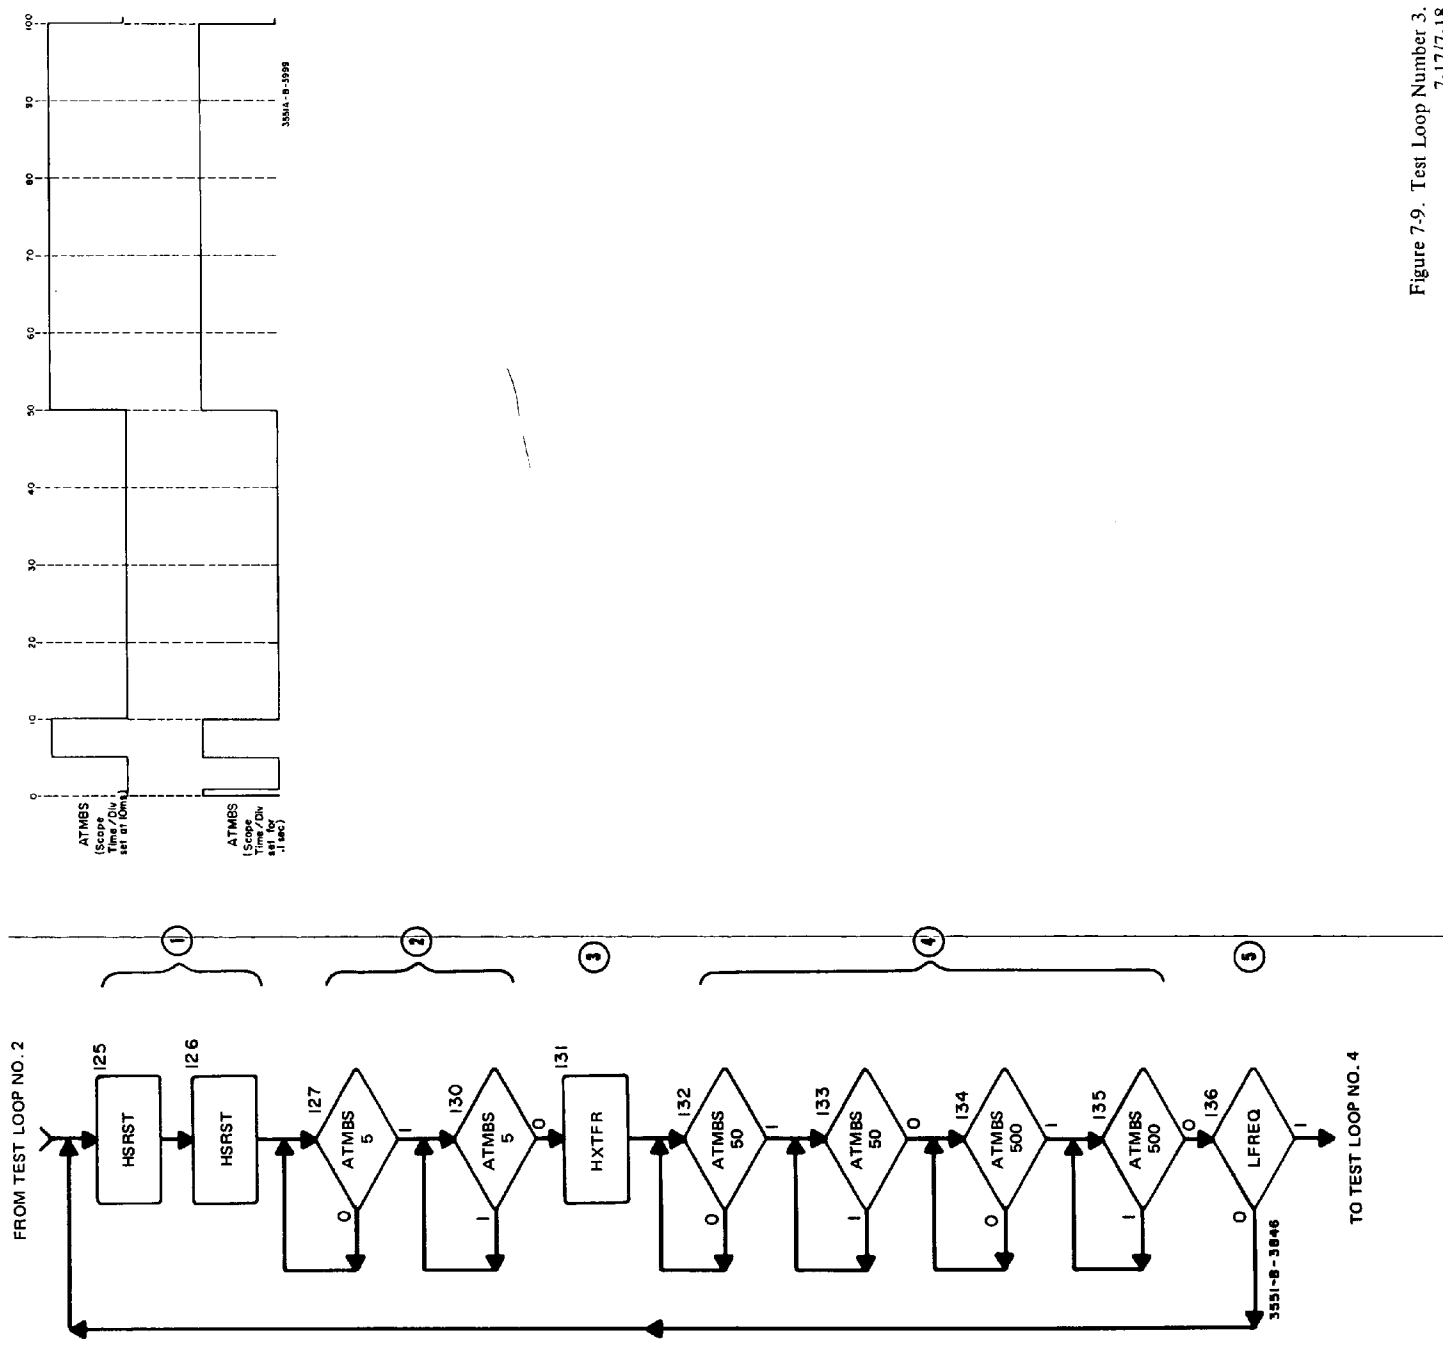 FROM TEST LOOP NO. 2
125
HSRST
126
HSRST
1
127
ATMBS
5
0
1
130
ATMBS
5
1
0
2
131
HXTFR
3
132
ATMBS
50
0
1
133
ATMBS
50
1
0
134
ATMBS
500
0
1
135
ATMBS
500
1
0
4
136
LFREQ
0
1
5
3551-B-3846
TO TEST LOOP NO. 4
0
10
20
30
40
50
60
70
80
90
100
ATMBS
(Scope
Time/Div
set at 10ms)
ATMBS
(Scope
Time/Div
set for
.1 sec)
3551A-B-3999
Figure 7-9. Test Loop Number 3.
7-17/7-18